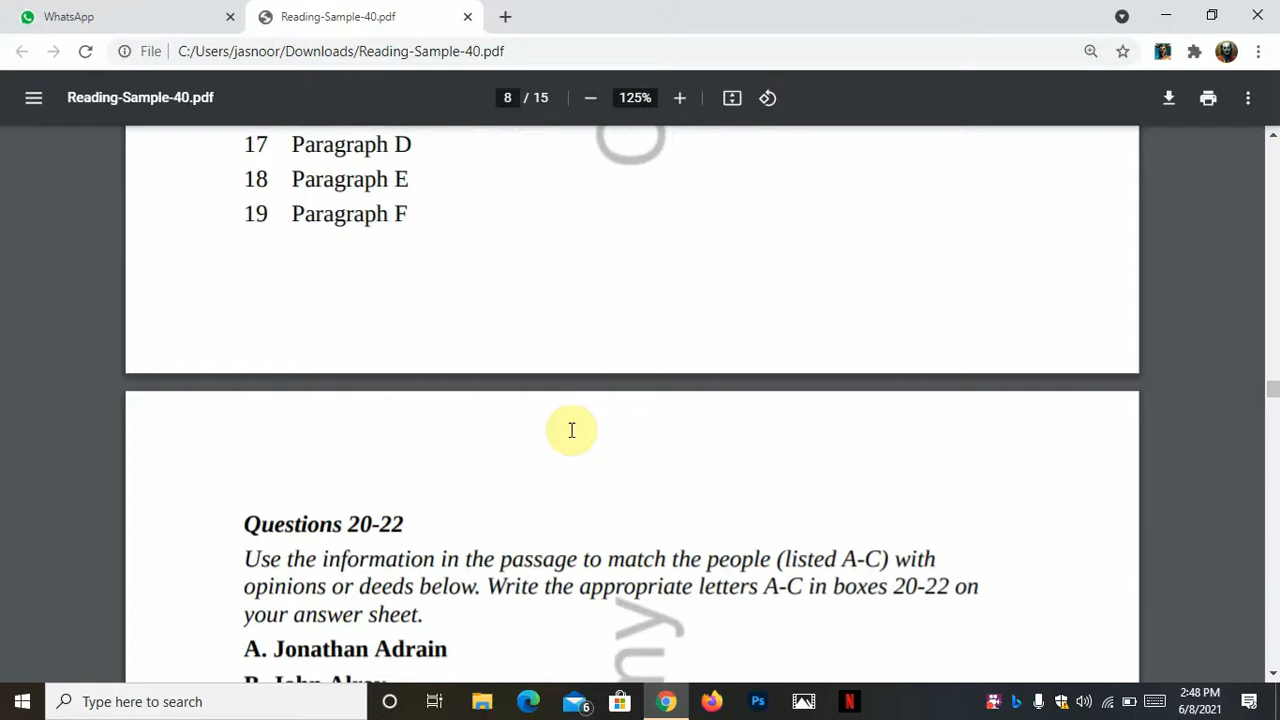 WhatsApp
Reading-Sample-40.pdf
File
C:/Users/jasnoor/Downloads/Reading-Sample-40.pdf
Reading-Sample-40.pdf
8 / 15
125%
17 Paragraph D
18 Paragraph E
19 Paragraph F
Questions 20-22
Use the information in the passage to match the people (listed A-C) with
opinions or deeds below. Write the appropriate letters A-C in boxes 20-22 on
your answer sheet.
A. Jonathan Adrain
Type here to search
6
Ps
N
2:48 PM
6/8/2021